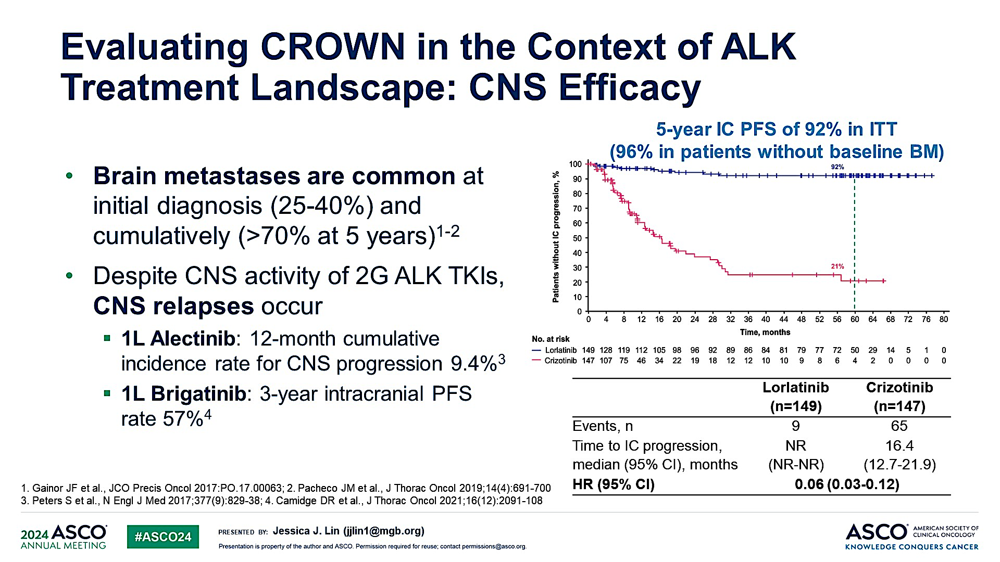 Evaluating CROWN in the Context of ALK
Treatment Landscape: CNS Efficacy
• Brain metastases are common at
initial diagnosis (25-40%) and
cumulatively (>70% at 5 years)1-2
• Despite CNS activity of 2G ALK TKIs,
CNS relapses occur
▪ 1L Alectinib: 12-month cumulative
incidence rate for CNS progression 9.4%3
▪ 1L Brigatinib: 3-year intracranial PFS
rate 57%4
5-year IC PFS of 92% in ITT
(96% in patients without baseline BM)
Patients without IC progression, %
100
90
80
70
60
50
40
30
20
10
0
92%
21%
0 4 8 12 16 20 24 28 32 36 40 44 48 52 56 60 64 68 72 76 80
Time, months
No. at risk
Lorlatinib 149 128 119 112 105 98 96 92 89 86 84 81 79 77 72 50 29 14 5 1 0
Crizotinib 147 107 75 46 34 22 19 18 12 12 10 10 9 8 6 4 2 0 0 0 0
Lorlatinib Crizotinib
(n=149) (n=147)
Events, n 9 65
Time to IC progression, NR 16.4
median (95% CI), months (NR-NR) (12.7-21.9)
HR (95% CI) 0.06 (0.03-0.12)
1. Gainor JF et al., JCO Precis Oncol 2017:PO.17.00063; 2. Pacheco JM et al., J Thorac Oncol 2019;14(4):691-700
3. Peters S et al., N Engl J Med 2017;377(9):829-38; 4. Camidge DR et al., J Thorac Oncol 2021;16(12):2091-108
2024 ASCO
ANNUAL MEETING
#ASCO24
PRESENTED BY: Jessica J. Lin (jjlin1@mgb.org)
Presentation is property of the author and ASCO. Permission required for reuse; contact permissions@asco.org.
ASCO AMERICAN SOCIETY OF
CLINICAL ONCOLOGY
KNOWLEDGE CONQUERS CANCER